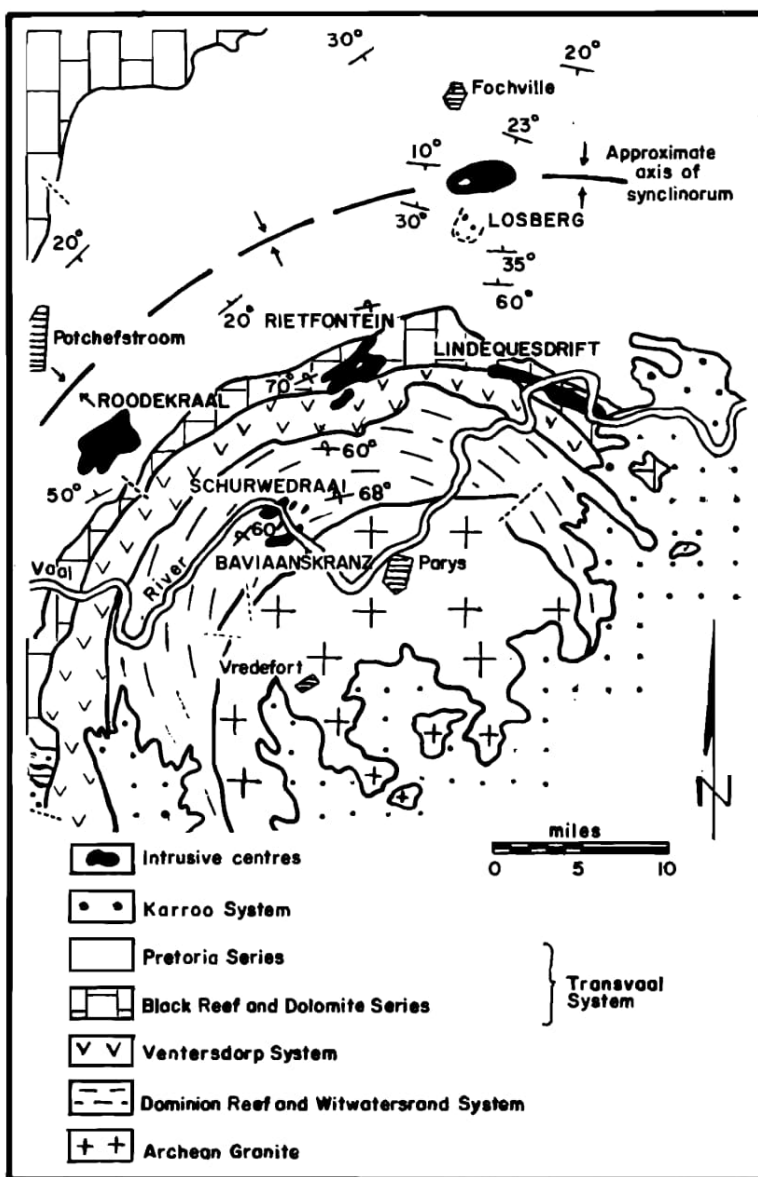 30°
20°
Fochville
23°
10°
Approximate
axis of
synclinorum
30°
LOSBERG
20°
35°
60°
20°
RIETFONTEIN
Potchefstroom
LINDEQUESDRIFT
70°
ROODEKRAAL
60°
50°
SCHURWEDRAAI
68°
60°
BAVIAANSKRANZ
Parys
Vaal
River
Vredefort
N
miles
0 5 10
Intrusive centres
Karroo System
Pretoria Series
Transvaal
System
Black Reef and Dolomite Series
Ventersdorp System
Dominion Reef and Witwatersrand System
Archean Granite